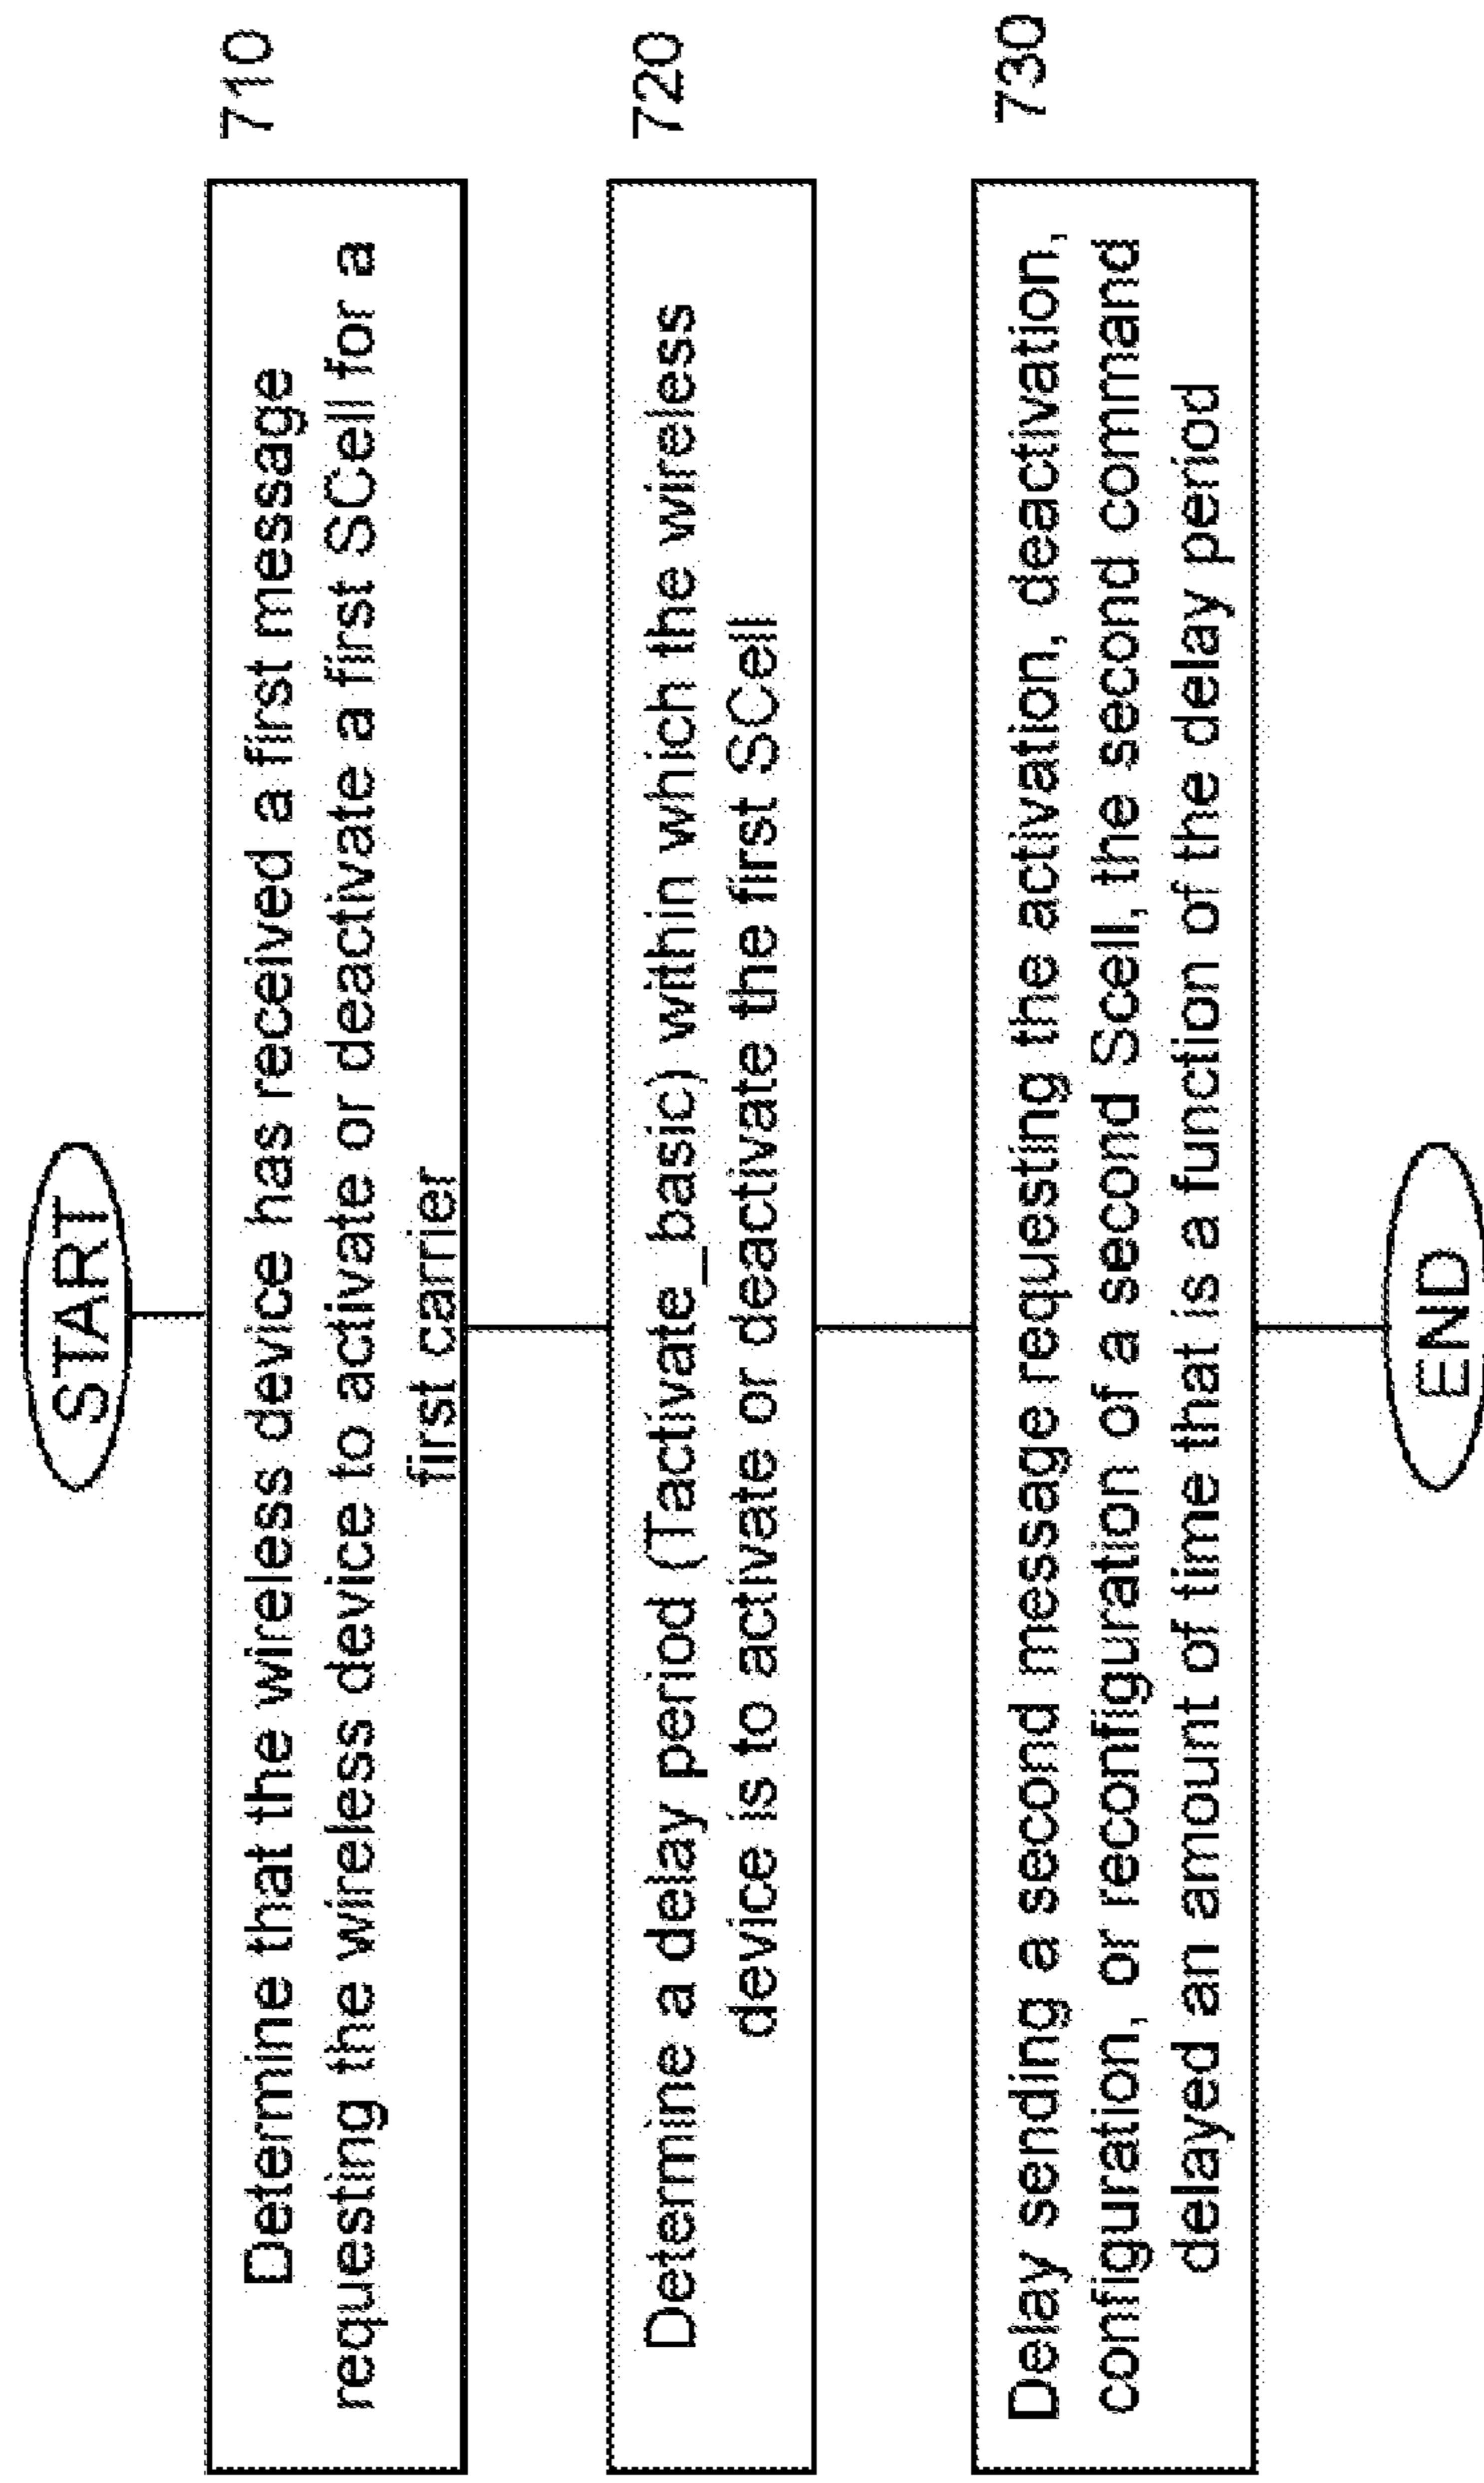 START
710
Determine that the wireless device has received a first message
requesting the wireless device to activate or deactivate a first SCell for a
first carrier
720
Determine a delay period (Tactivate_basic) within which the wireless
device is to activate or deactivate the first SCell
730
Delay sending a second message requesting the activation, deactivation,
configuration, or reconfiguration of a second Scell, the second command
delayed an amount of time that is a function of the delay period
END